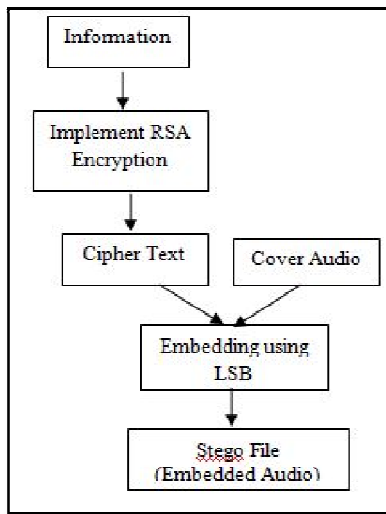 Information
Implement RSA
Encryption
Cipher Text
Cover Audio
Embedding using
LSB
Stego File
(Embedded Audio)